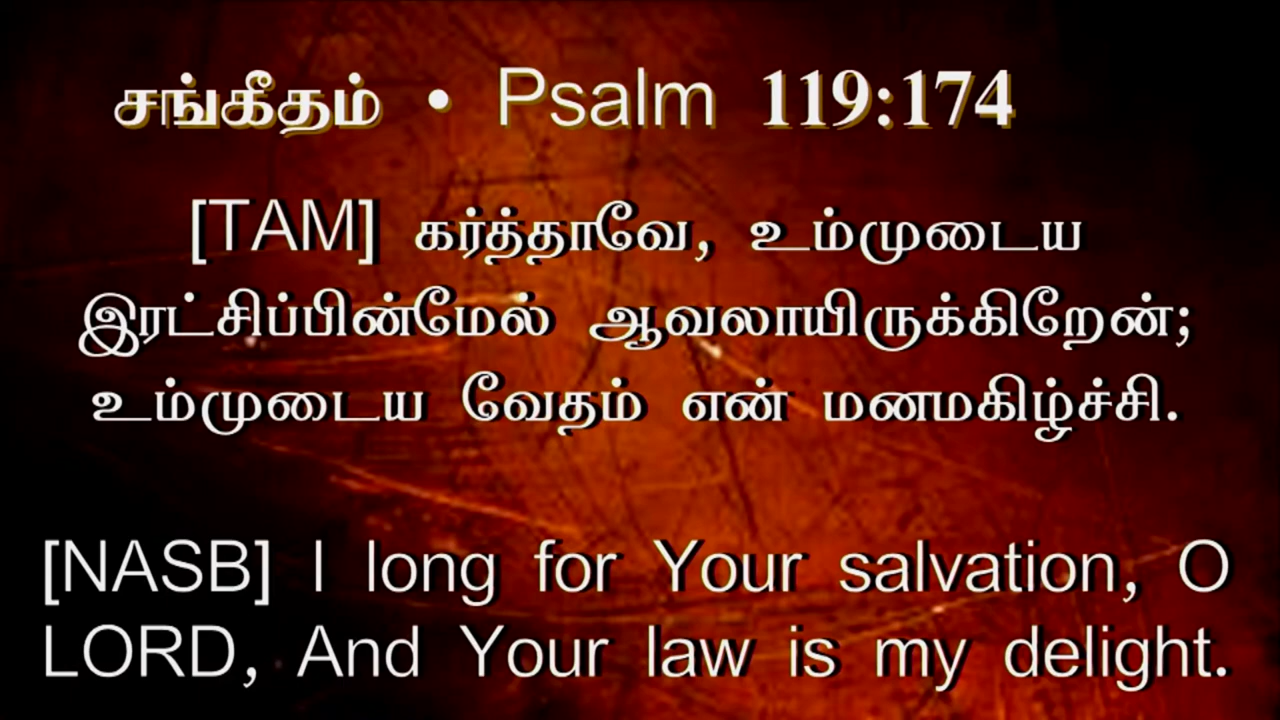 சங்கீதம் • Psalm 119:174
[TAM] கர்த்தாவே, உம்முடைய
இரட்சிப்பின்மேல் ஆவலாயிருக்கிறேன்;
உம்முடைய வேதம் என் மனமகிழ்ச்சி.
[NASB] I long for Your salvation, O
LORD, And Your law is my delight.